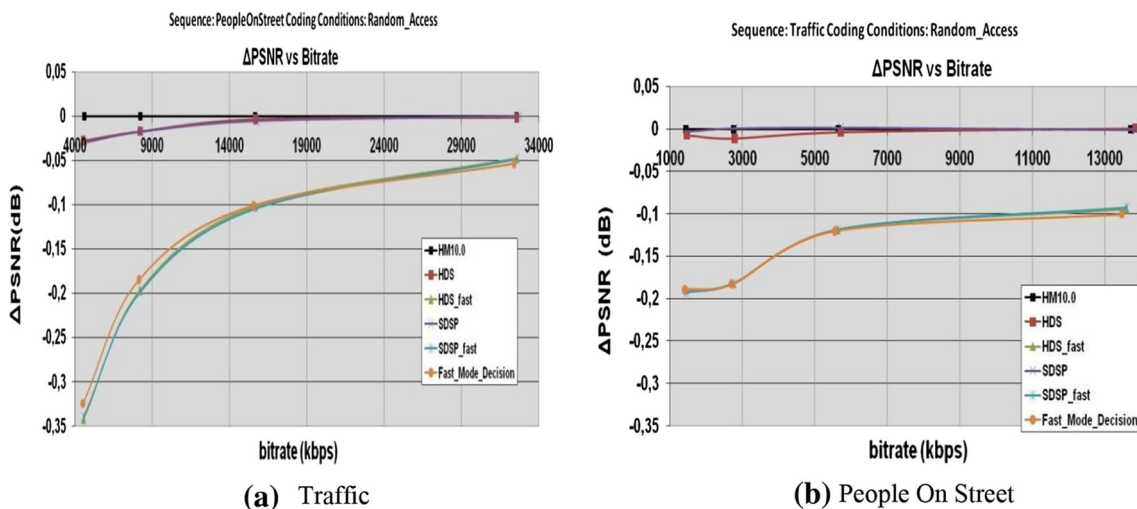 Sequence: PeopleOnStreet Coding Conditions: Random_Access
ΔPSNR vs Bitrate
0,05
0
-0,05
-0,1
-0,15
-0,2
-0,25
-0,3
-0,35
4000 9000 14000 19000 24000 29000 34000
ΔPSNR(dB)
HM10.0
HDS
HDS_fast
SDSP
SDSP_fast
Fast_Mode_Decision
bitrate (kbps)
(a) Traffic
Sequence: Traffic Coding Conditions: Random_Access
ΔPSNR vs Bitrate
0,05
0
-0,05
-0,1
-0,15
-0,2
-0,25
-0,3
-0,35
1000 3000 5000 7000 9000 11000 13000
ΔPSNR (dB)
HM10.0
HDS
HDS_fast
SDSP
SDSP_fast
Fast_Mode_Decision
bitrate (kbps)
(b) People On Street